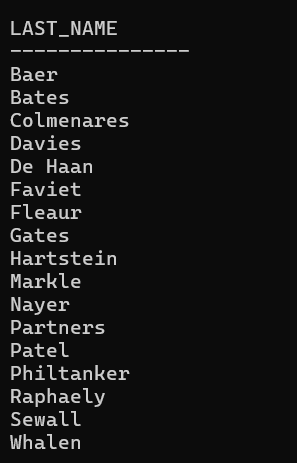 LAST_NAME
---------------
Baer
Bates
Colmenares
Davies
De Haan
Faviet
Fleaur
Gates
Hartstein
Markle
Nayer
Partners
Patel
Philtanker
Raphaely
Sewall
Whalen